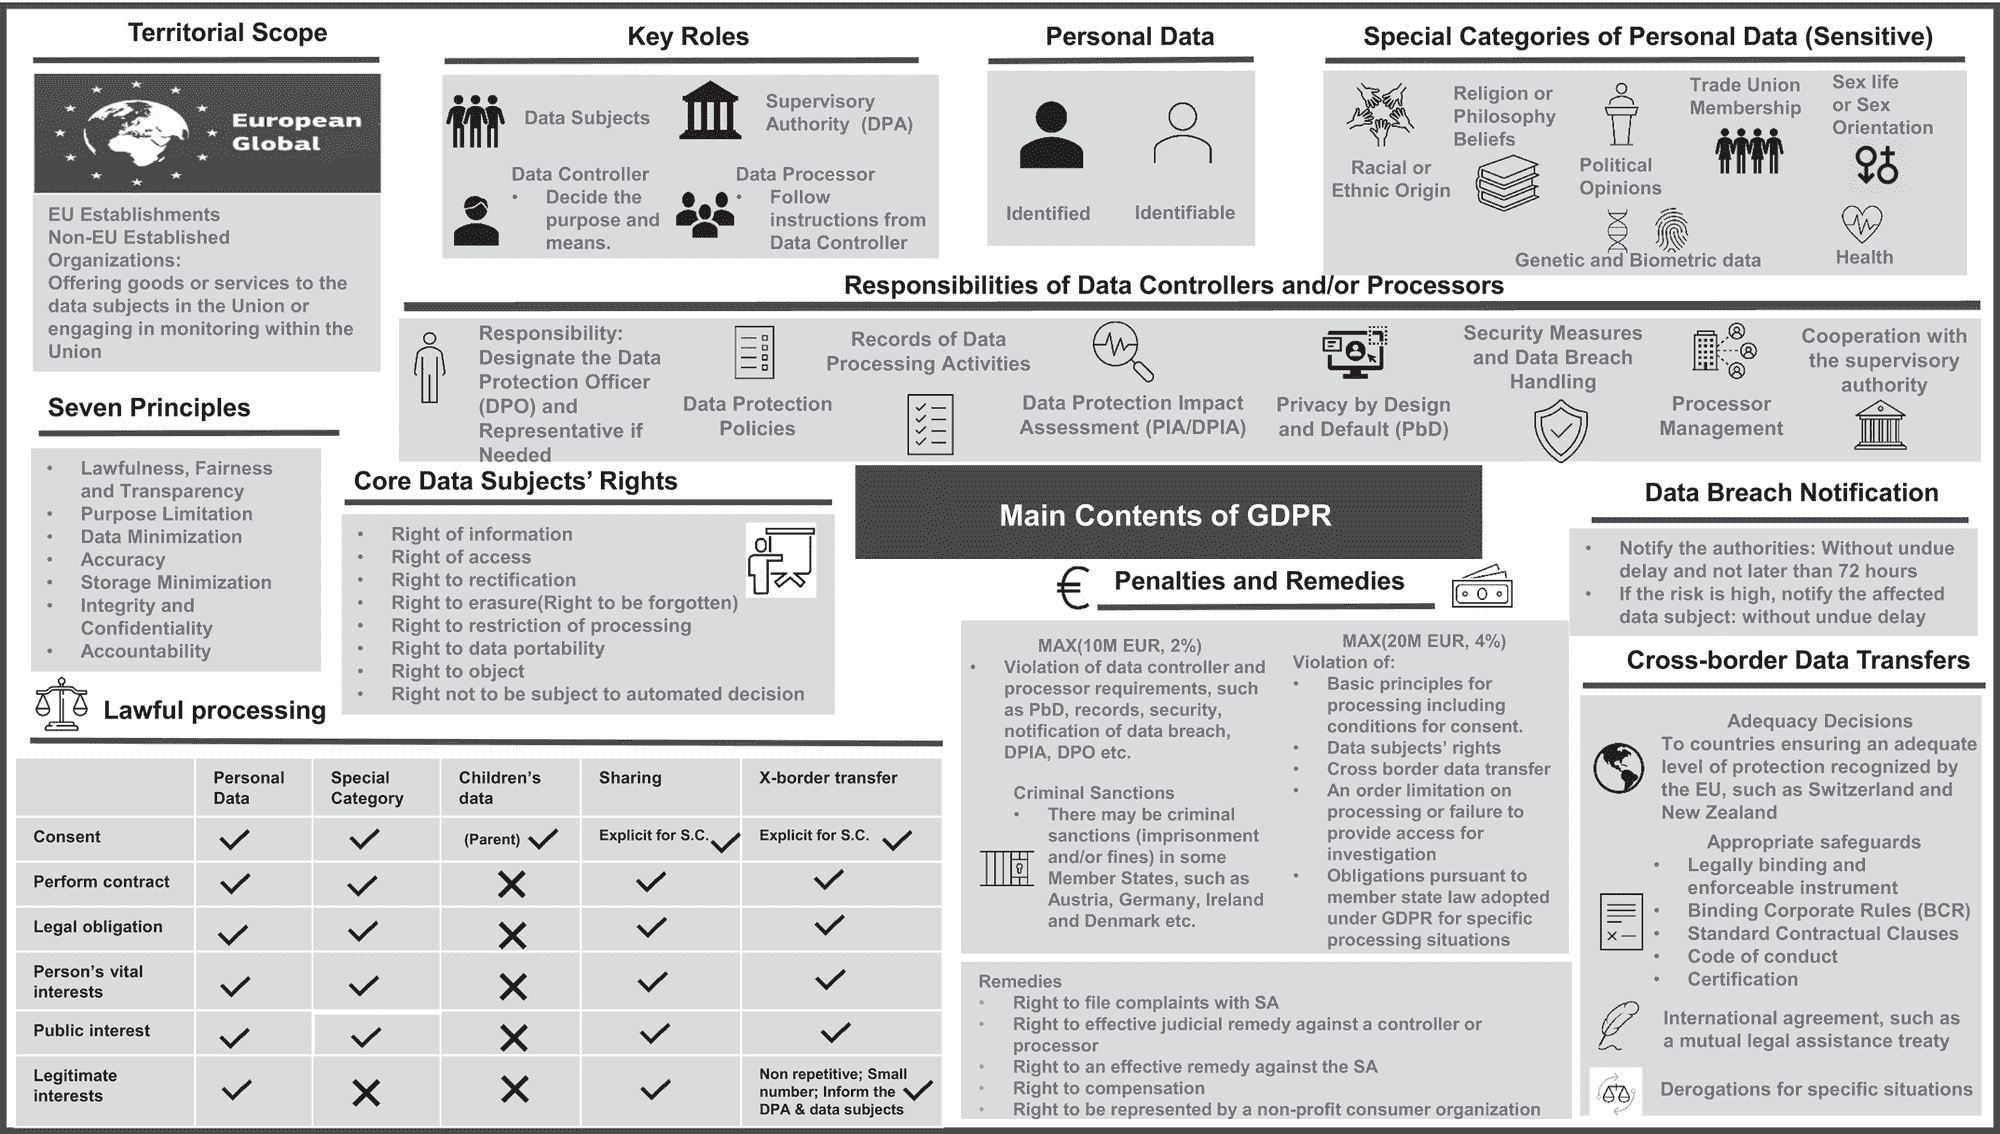 Territorial Scope
European
Global
EU Establishments
Non-EU Established
Organizations:
Offering goods or services to the
data subjects in the Union or
engaging in monitoring within the
Union
Key Roles
Data Subjects
Supervisory
Authority (DPA)
Data Controller
• Decide the
purpose and
means.
Data Processor
• Follow
instructions from
Data Controller
Personal Data
Identified
Identifiable
Special Categories of Personal Data (Sensitive)
Racial or
Ethnic Origin
Religion or
Philosophy
Beliefs
Political
Opinions
Trade Union
Membership
Sex life
or Sex
Orientation
Genetic and Biometric data
Health
Responsibilities of Data Controllers and/or Processors
Responsibility:
Designate the Data
Protection Officer
(DPO) and
Representative if
Needed
Data Protection
Policies
Records of Data
Processing Activities
Data Protection Impact
Assessment (PIA/DPIA)
Privacy by Design
and Default (PbD)
Security Measures
and Data Breach
Handling
Processor
Management
Cooperation with
the supervisory
authority
Seven Principles
• Lawfulness, Fairness
and Transparency
• Purpose Limitation
• Data Minimization
• Accuracy
• Storage Minimization
• Integrity and
Confidentiality
• Accountability
Core Data Subjects’ Rights
• Right of information
• Right of access
• Right to rectification
• Right to erasure(Right to be forgotten)
• Right to restriction of processing
• Right to data portability
• Right to object
• Right not to be subject to automated decision
Main Contents of GDPR
Data Breach Notification
• Notify the authorities: Without undue
delay and not later than 72 hours
• If the risk is high, notify the affected
data subject: without undue delay
€ Penalties and Remedies
MAX(10M EUR, 2%)
• Violation of data controller and
processor requirements, such
as PbD, records, security,
notification of data breach,
DPIA, DPO etc.
Criminal Sanctions
• There may be criminal
sanctions (imprisonment
and/or fines) in some
Member States, such as
Austria, Germany, Ireland
and Denmark etc.
MAX(20M EUR, 4%)
Violation of:
• Basic principles for
processing including
conditions for consent.
• Data subjects’ rights
• Cross border data transfer
• An order limitation on
processing or failure to
provide access for
investigation
• Obligations pursuant to
member state law adopted
under GDPR for specific
processing situations
Remedies
◦ Right to file complaints with SA
◦ Right to effective judicial remedy against a controller or
processor
◦ Right to an effective remedy against the SA
◦ Right to compensation
◦ Right to be represented by a non-profit consumer organization
Cross-border Data Transfers
Adequacy Decisions
To countries ensuring an adequate
level of protection recognized by
the EU, such as Switzerland and
New Zealand
Appropriate safeguards
• Legally binding and
enforceable instrument
• Binding Corporate Rules (BCR)
• Standard Contractual Clauses
• Code of conduct
• Certification
International agreement, such as
a mutual legal assistance treaty
Derogations for specific situations
Lawful processing
Personal
Data
Special
Category
Children’s
data
Sharing
X-border transfer
Consent ✓ ✓ (Parent) ✓ Explicit for S.C. ✓ Explicit for S.C. ✓
Perform contract ✓ ✓ ✕ ✓ ✓
Legal obligation ✓ ✓ ✕ ✓ ✓
Person’s vital
interests ✓ ✓ ✕ ✓ ✓
Public interest ✓ ✓ ✕ ✓ ✓
Legitimate
interests ✓ ✕ ✕ ✓
Non repetitive; Small
number; Inform the
DPA & data subjects ✓